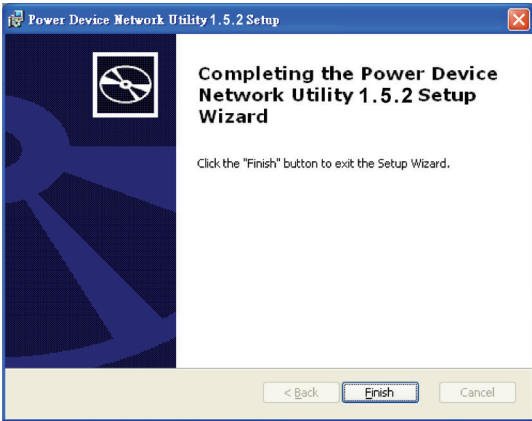 Power Device Network Utility 1.5.2 Setup
Completing the Power Device
Network Utility 1.5.2 Setup
Wizard
Click the "Finish" button to exit the Setup Wizard.
< Back Finish Cancel